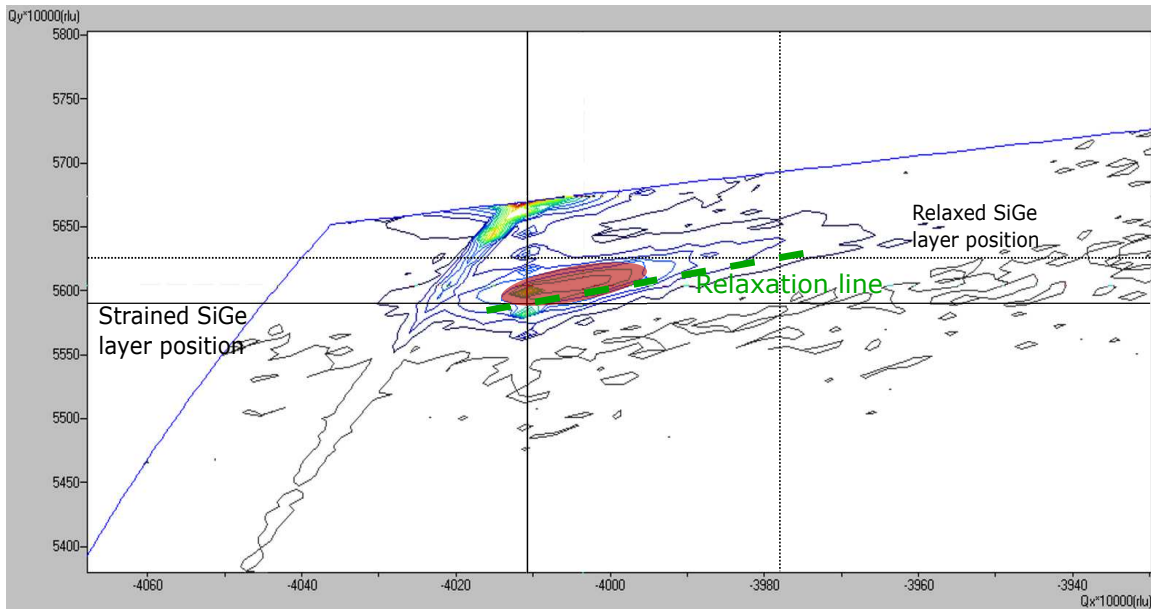 Qy*10000(rlu)
5800
5750
5700
5650
5600
5550
5500
5450
5400
Relaxed SiGe
layer position
Relaxation line
Strained SiGe
layer position
-4060
-4040
-4020
-4000
-3980
-3960
-3940
Qx*10000(rlu)